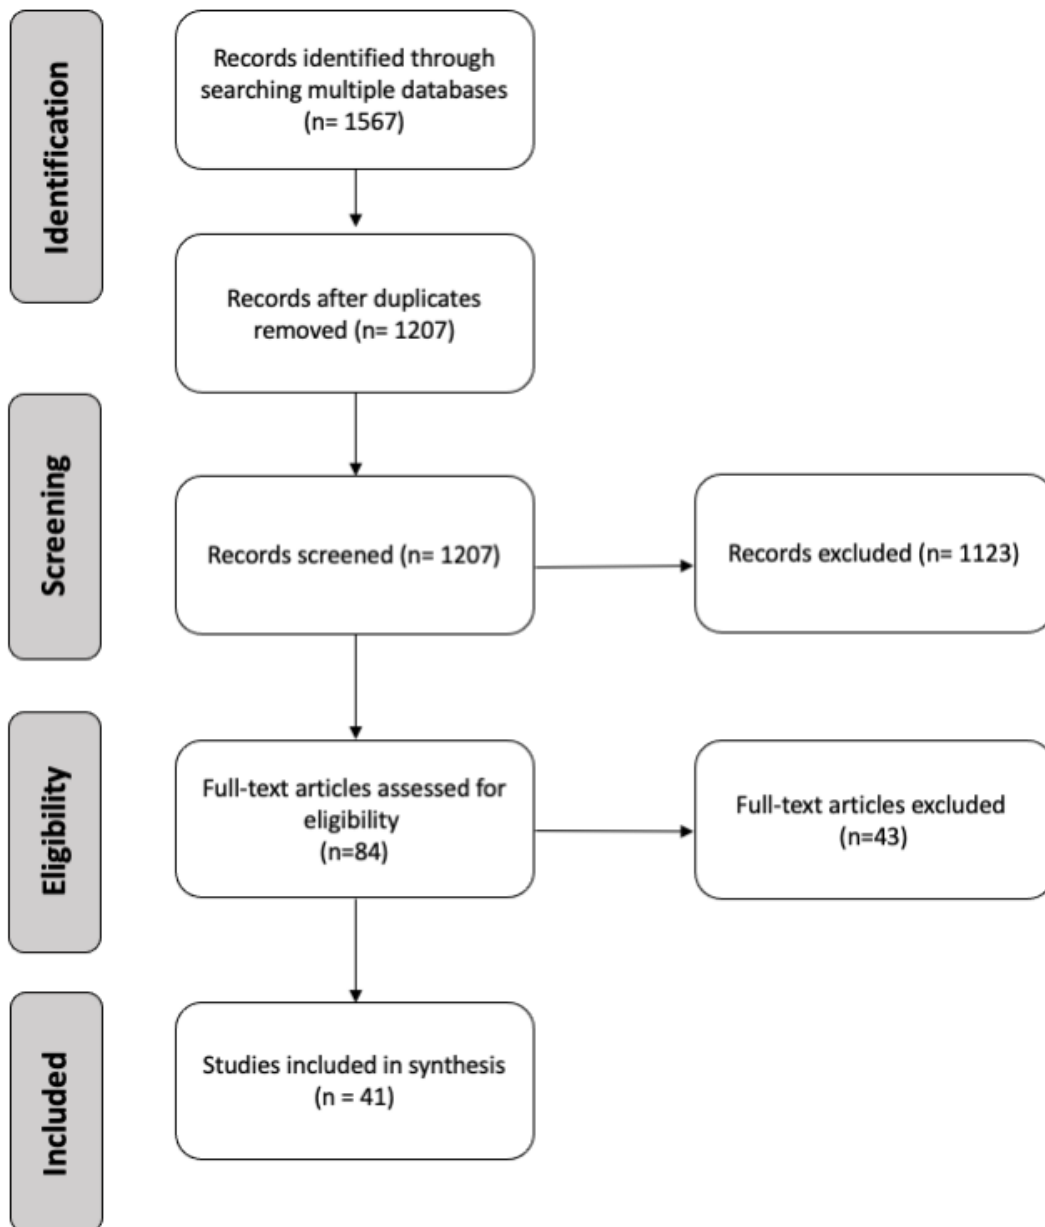 Identification
Records identified through
searching multiple databases
(n= 1567)
Records after duplicates
removed (n= 1207)
Screening
Records screened (n= 1207)
Records excluded (n= 1123)
Eligibility
Full-text articles assessed for
eligibility
(n=84)
Full-text articles excluded
(n=43)
Included
Studies included in synthesis
(n = 41)